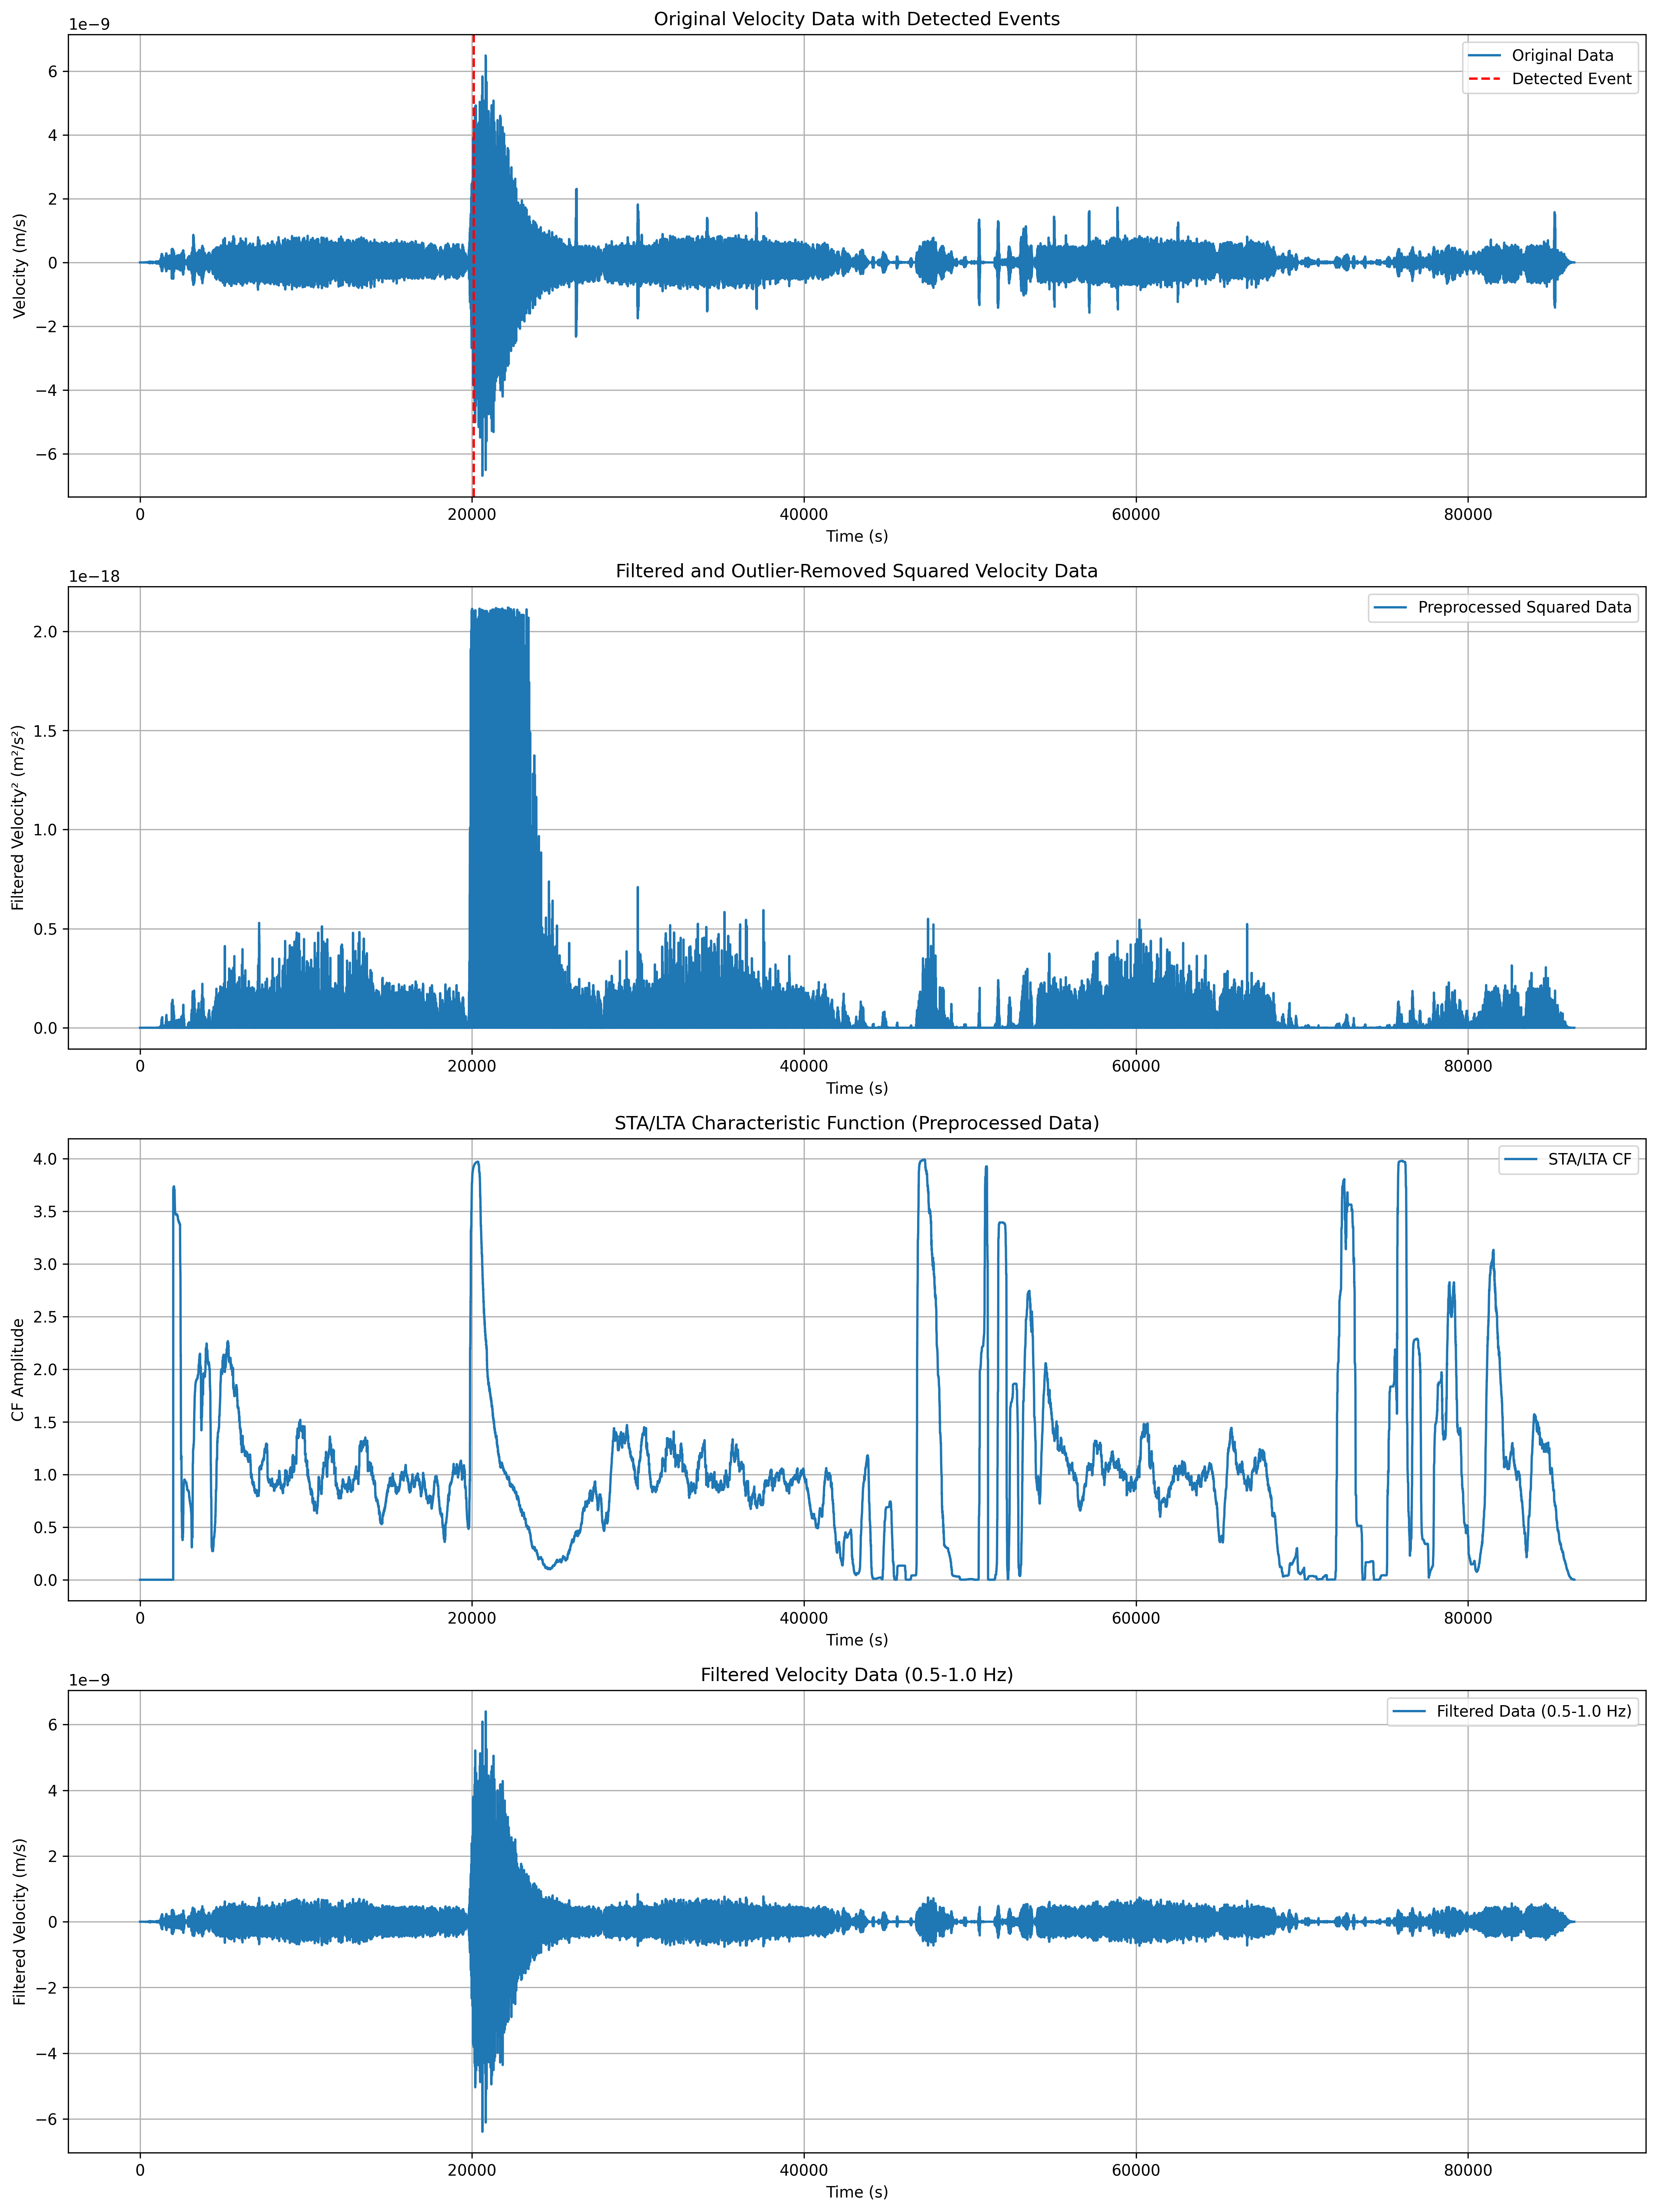 Original Velocity Data with Detected Events
1e−9
Original Data
Detected Event
6
4
2
0
−2
−4
−6
Velocity (m/s)
0 20000 40000 60000 80000
Time (s)
Filtered and Outlier-Removed Squared Velocity Data
1e−18
Preprocessed Squared Data
2.0
1.5
1.0
0.5
0.0
Filtered Velocity² (m²/s²)
0 20000 40000 60000 80000
Time (s)
STA/LTA Characteristic Function (Preprocessed Data)
STA/LTA CF
4.0
3.5
3.0
2.5
2.0
1.5
1.0
0.5
0.0
CF Amplitude
0 20000 40000 60000 80000
Time (s)
Filtered Velocity Data (0.5-1.0 Hz)
1e−9
Filtered Data (0.5-1.0 Hz)
6
4
2
0
−2
−4
−6
Filtered Velocity (m/s)
0 20000 40000 60000 80000
Time (s)